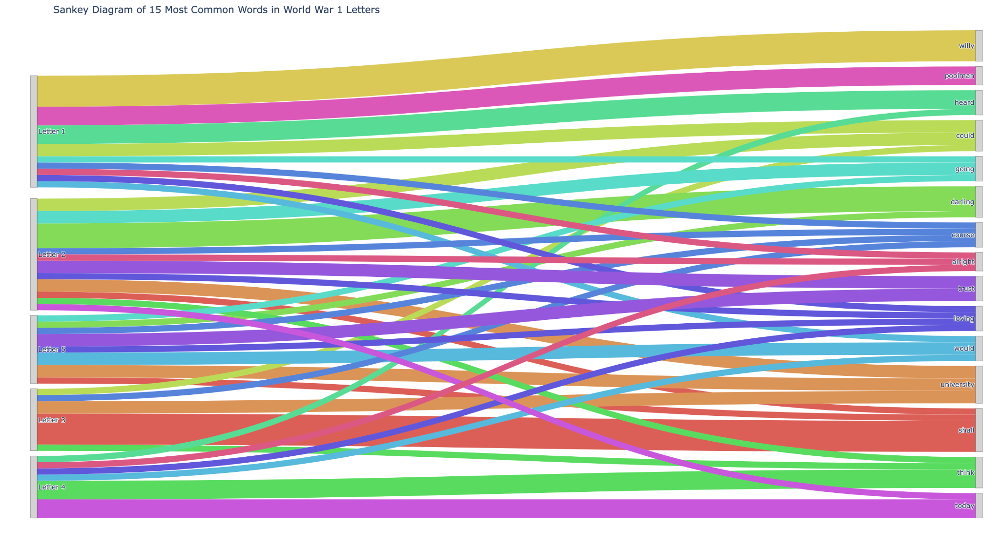 Sankey Diagram of 15 Most Common Words in World War 1 Letters
willy
poolman
heard
Letter 1
could
going
darling
course
Letter 2
alright
trust
loving
would
Letter 5
university
Letter 3
shall
think
Letter 4
today